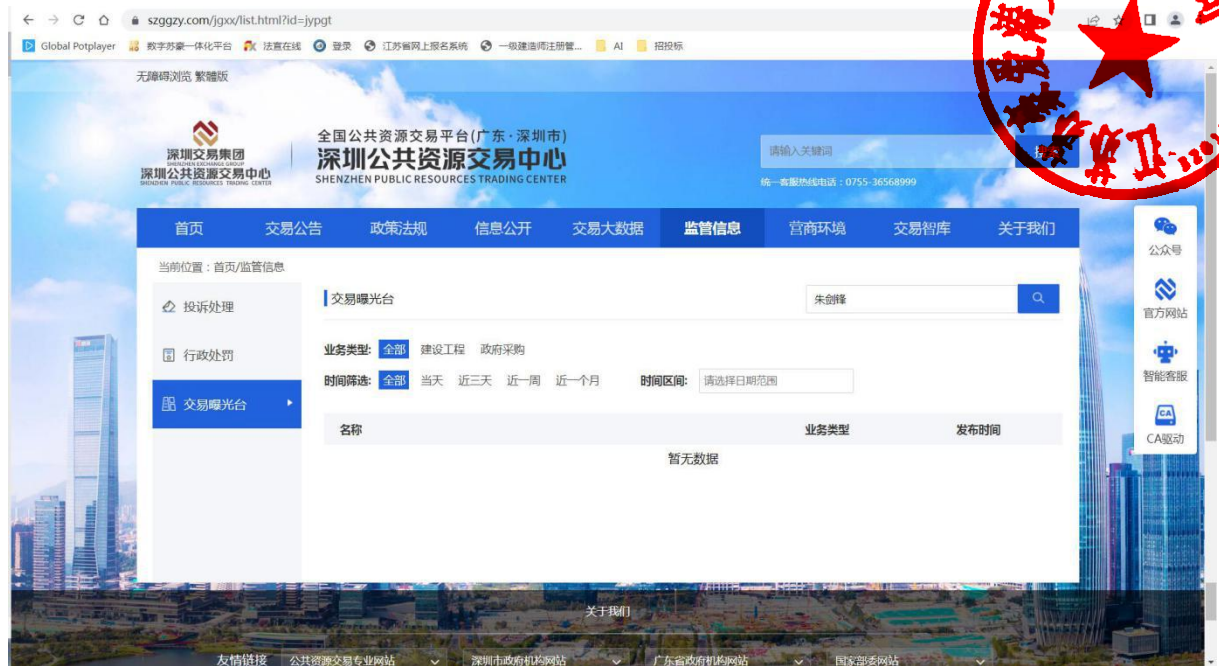 szggzy.com/jgxx/list.html?id=jypgt
Global Potplayer 数字苏豪一体化平台 法宣在线 登录 江苏省网上报名系统 一级建造师注册管... AI 招投标
无障碍浏览 繁體版
深圳交易集团
SHENZHEN EXCHANGE GROUP
深圳公共资源交易中心
SHENZHEN PUBLIC RESOURCES TRADING CENTER
全国公共资源交易平台(广东·深圳市)
深圳公共资源交易中心
SHENZHEN PUBLIC RESOURCES TRADING CENTER
请输入关键词
统一客服热线电话：0755-36568999
首页 交易公告 政策法规 信息公开 交易大数据 监管信息 营商环境 交易智库 关于我们
当前位置：首页/监管信息
投诉处理
行政处罚
交易曝光台
交易曝光台
朱剑锋
业务类型: 全部 建设工程 政府采购
时间筛选: 全部 当天 近三天 近一周 近一个月 时间区间: 请选择日期范围
名称 业务类型 发布时间
暂无数据
公众号
官方网站
智能客服
CA
CA驱动
关于我们
友情链接 公共资源交易专业网站 深圳市政府机构网站 广东省政府机构网站 国家部委网站